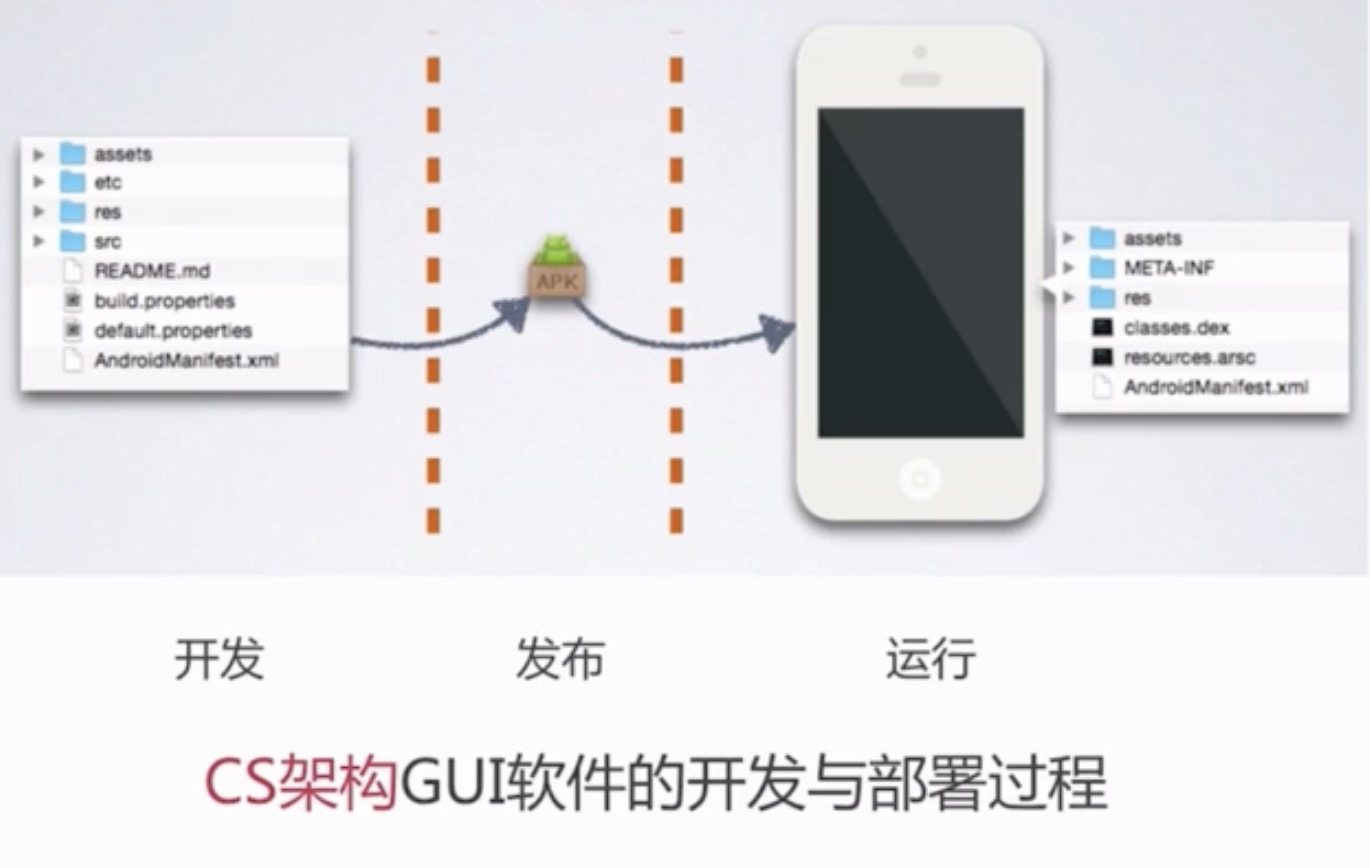 assets
etc
res
src
README.md
build.properties
default.properties
AndroidManifest.xml
APK
assets
META-INF
res
classes.dex
resources.arsc
AndroidManifest.xml
开发
发布
运行
CS架构GUI软件的开发与部署过程